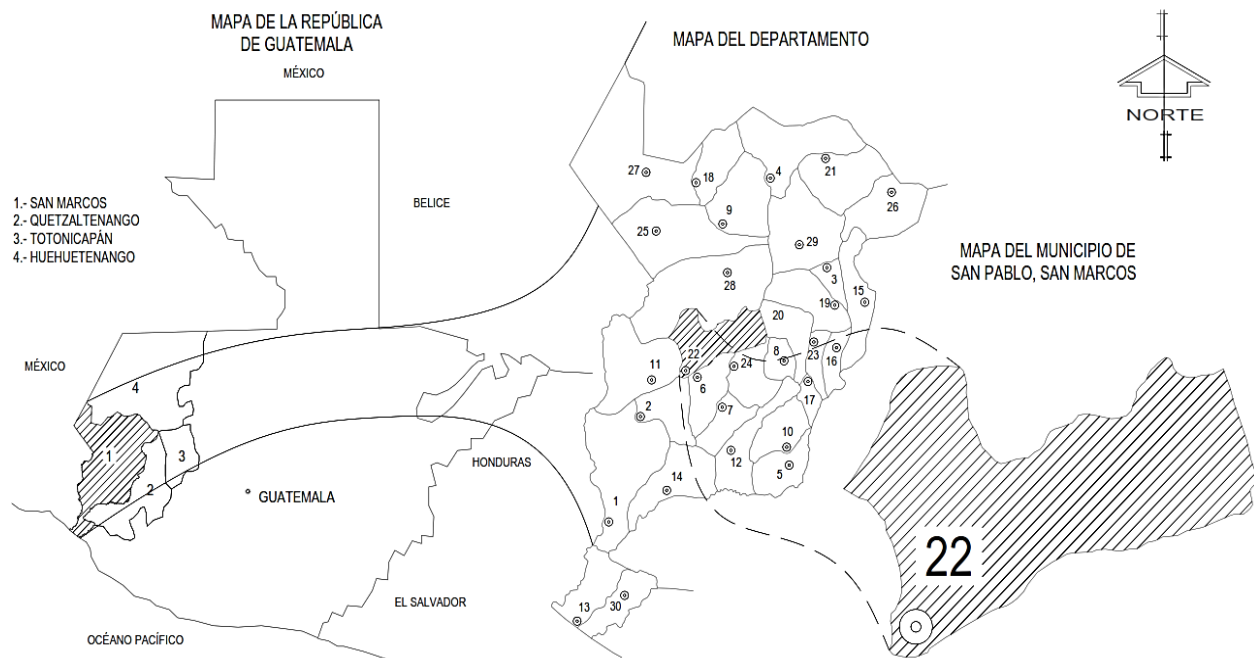 MAPA DE LA REPÚBLICA
DE GUATEMALA
MÉXICO
1.- SAN MARCOS
2.- QUETZALTENANGO
3.- TOTONICAPÁN
4.- HUEHUETENANGO
BELICE
MÉXICO
4
1
3
2
GUATEMALA
HONDURAS
EL SALVADOR
OCÉANO PACÍFICO
MAPA DEL DEPARTAMENTO
27
18
4
21
26
9
25
29
28
3
15
19
20
23
16
8
24
22
11
6
17
2
7
10
12
5
14
1
13
30
NORTE
MAPA DEL MUNICIPIO DE
SAN PABLO, SAN MARCOS
22